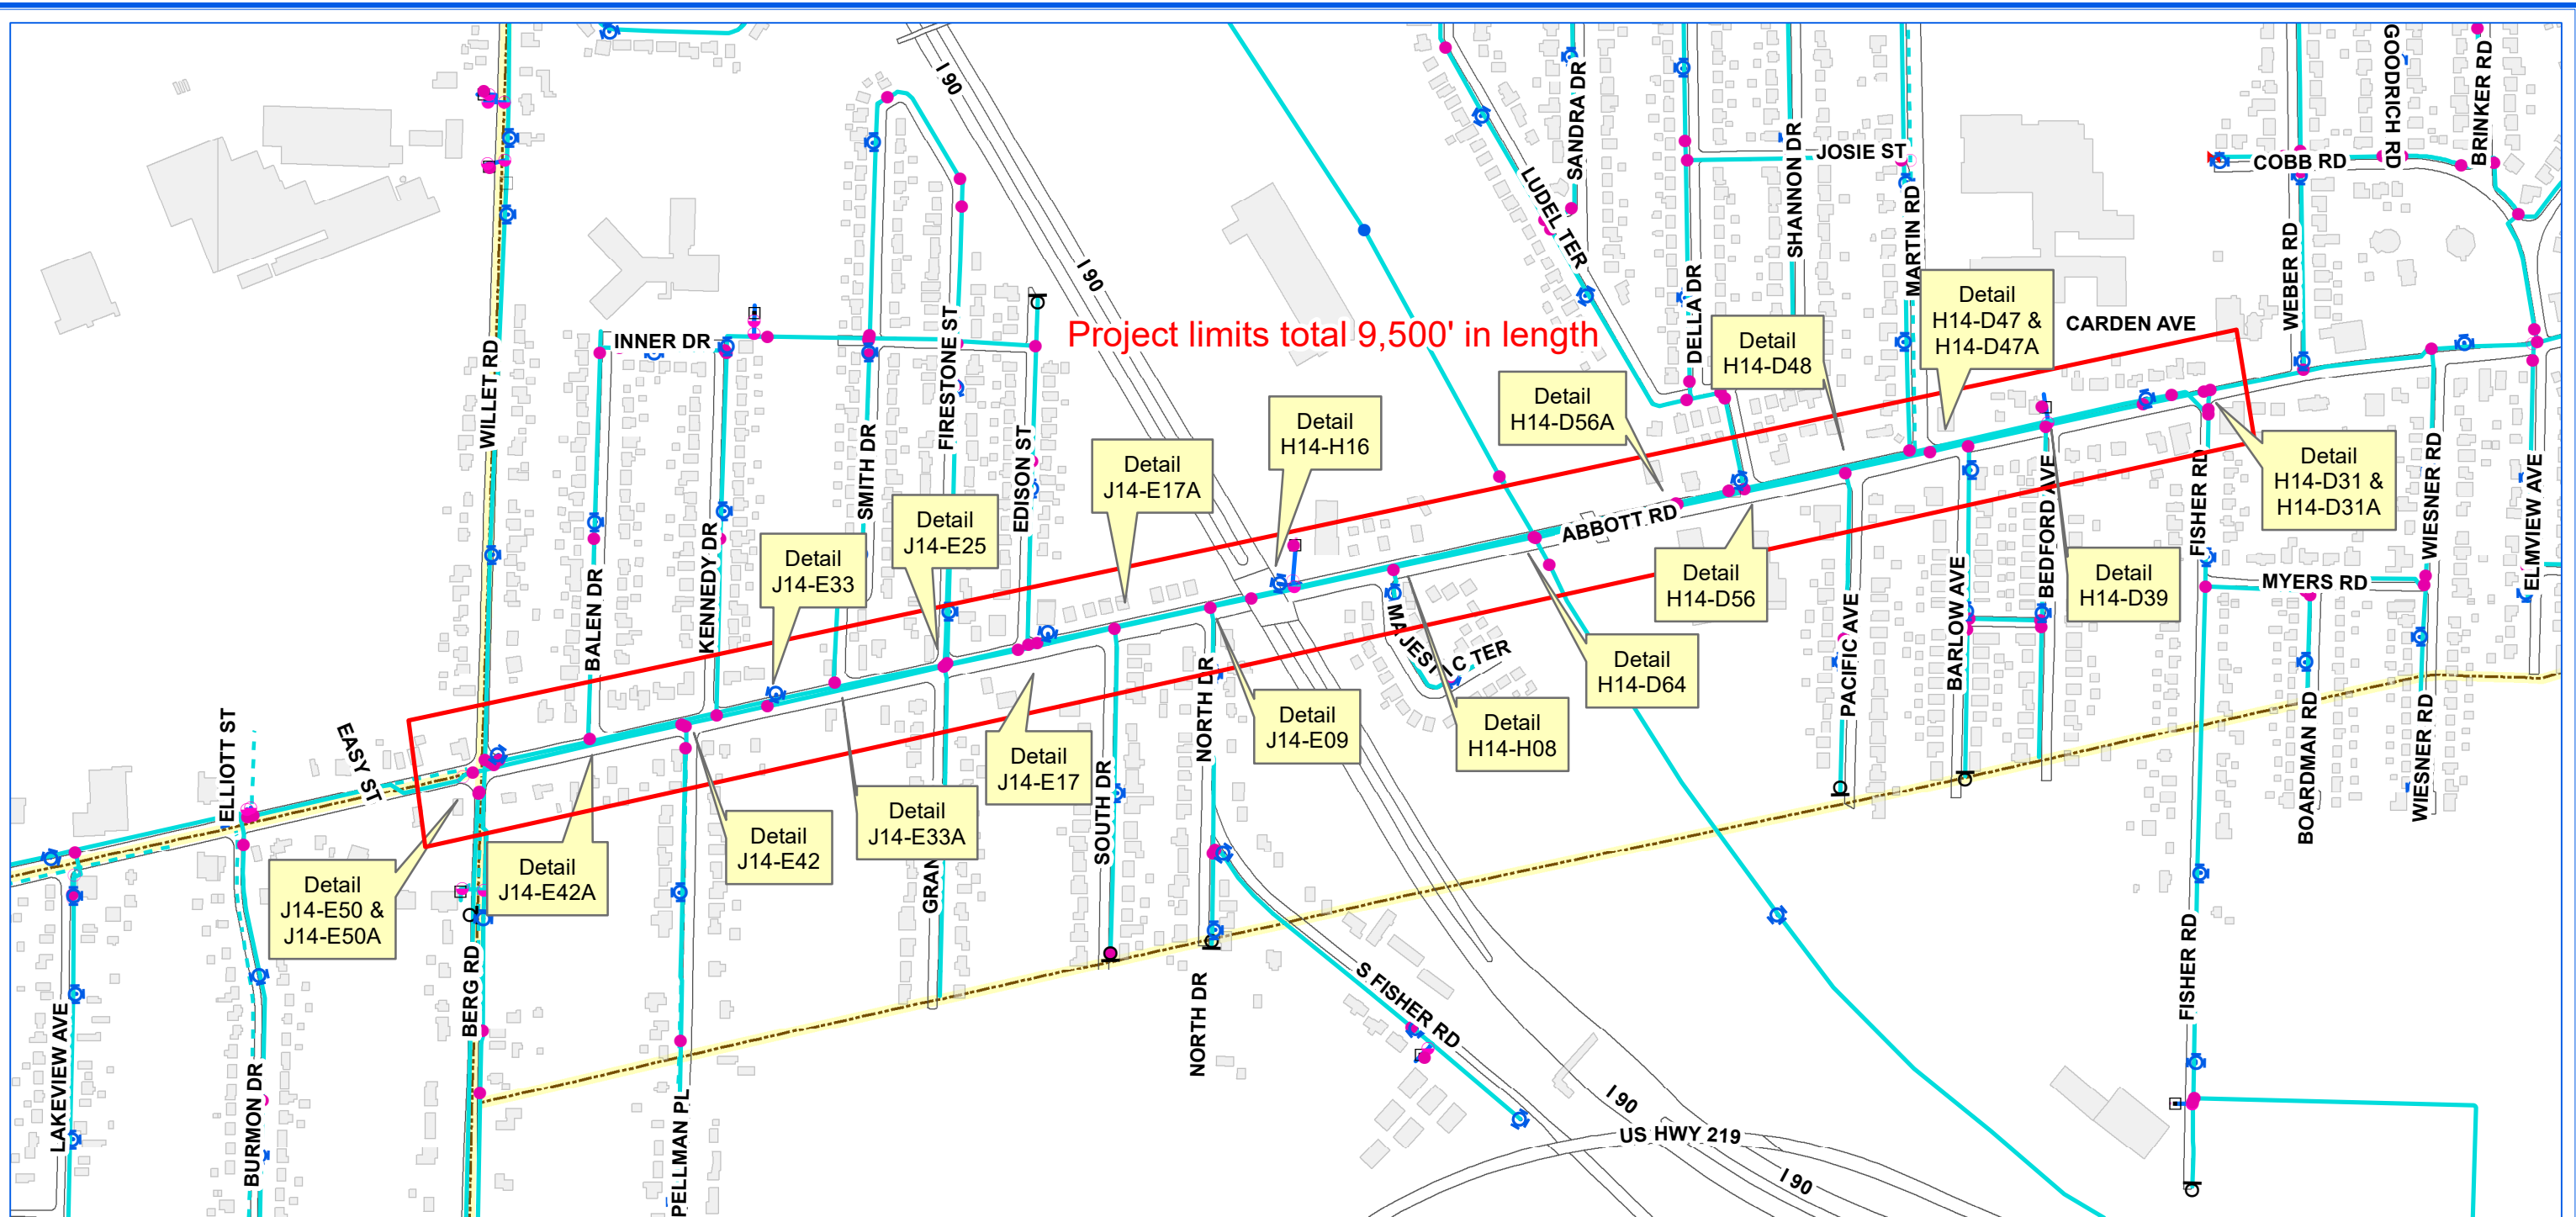 I 90
SANDRA DR
GOODRICH RD
BRINKER RD
SHANNON DR
JOSIE ST
COBB RD
LUDEL TER
MARTIN RD
I 90
WEBER RD
DELLA DR
Detail
H14-D47 &
H14-D47A
CARDEN AVE
Project limits total 9,500' in length
INNER DR
FIRESTONE ST
WILLET RD
Detail
H14-D48
Detail
H14-D56A
Detail
H14-H16
SMITH DR
EDISON ST
Detail
J14-E17A
Detail
H14-D31 &
H14-D31A
WIESNER RD
ELMVIEW AVE
BEDFORD AVE
FISHER RD
Detail
J14-E25
ABBOTT RD
Detail
J14-E33
KENNEDY DR
BALEN DR
Detail
H14-D56
Detail
H14-D39
MYERS RD
BARLOW AVE
PACIFIC AVE
MAJESTIC TER
Detail
H14-D64
SOUTH DR
NORTH DR
Detail
J14-E09
Detail
H14-H08
Detail
J14-E17
ELLIOTT ST
EASY ST
BOARDMAN RD
WIESNER RD
Detail
J14-E33A
Detail
J14-E42
Detail
J14-E42A
Detail
J14-E50 &
J14-E50A
GRAN
BERG RD
FISHER RD
S FISHER RD
NORTH DR
LAKEVIEW AVE
BURMON DR
PELLMAN PL
I 90
US HWY 219
I 90